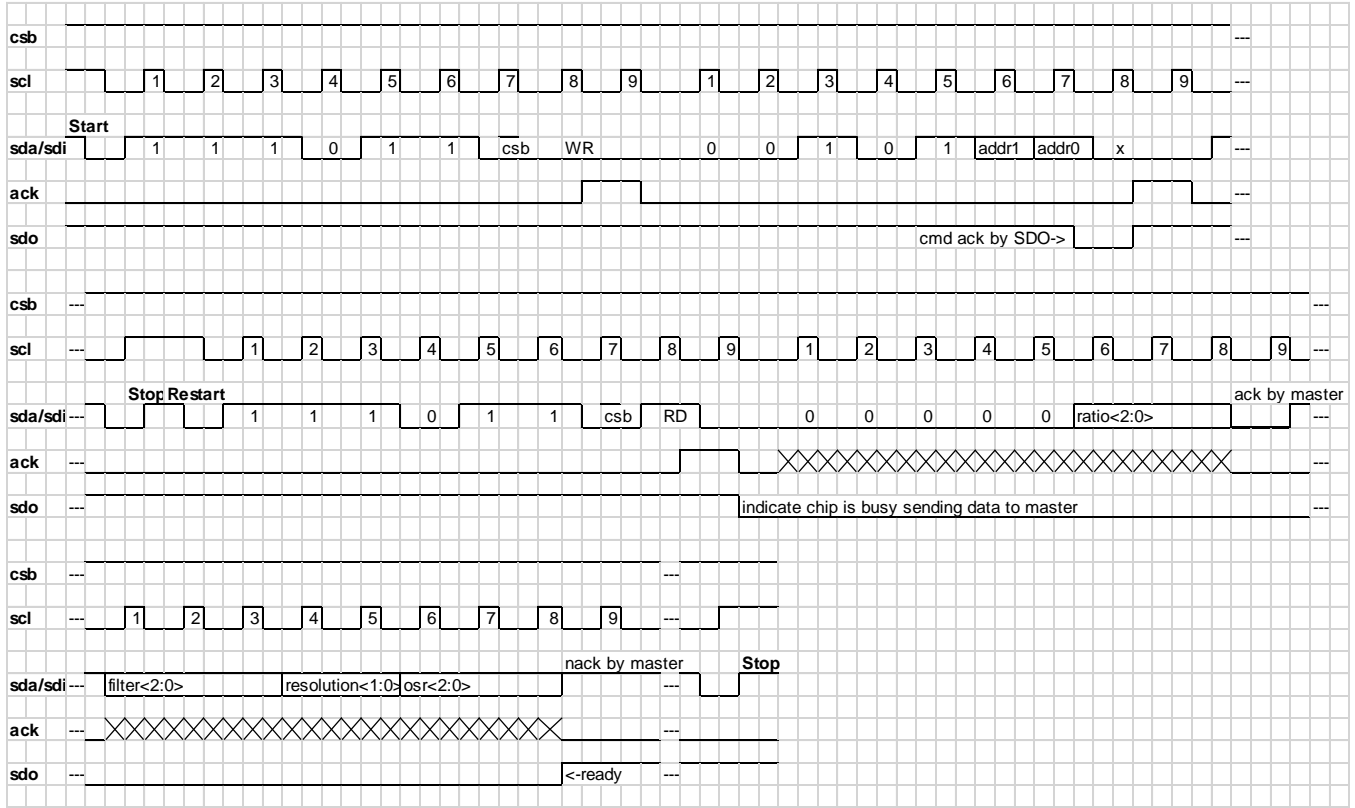 csb ---
scl 1 2 3 4 5 6 7 8 9 1 2 3 4 5 6 7 8 9 ---
Start
sda/sdi 1 1 1 0 1 1 csb WR 0 0 1 0 1 addr1 addr0 x ---
ack ---
sdo cmd ack by SDO-> ---
csb --- ---
scl --- 1 2 3 4 5 6 7 8 9 1 2 3 4 5 6 7 8 9 ---
Stop Restart ack by master
sda/sdi --- 1 1 1 0 1 1 csb RD 0 0 0 0 0 ratio<2:0> ---
ack --- ---
sdo --- indicate chip is busy sending data to master ---
csb --- ---
scl --- 1 2 3 4 5 6 7 8 9 ---
nack by master Stop
sda/sdi --- filter<2:0> resolution<1:0> osr<2:0> ---
ack --- ---
sdo --- <-ready ---